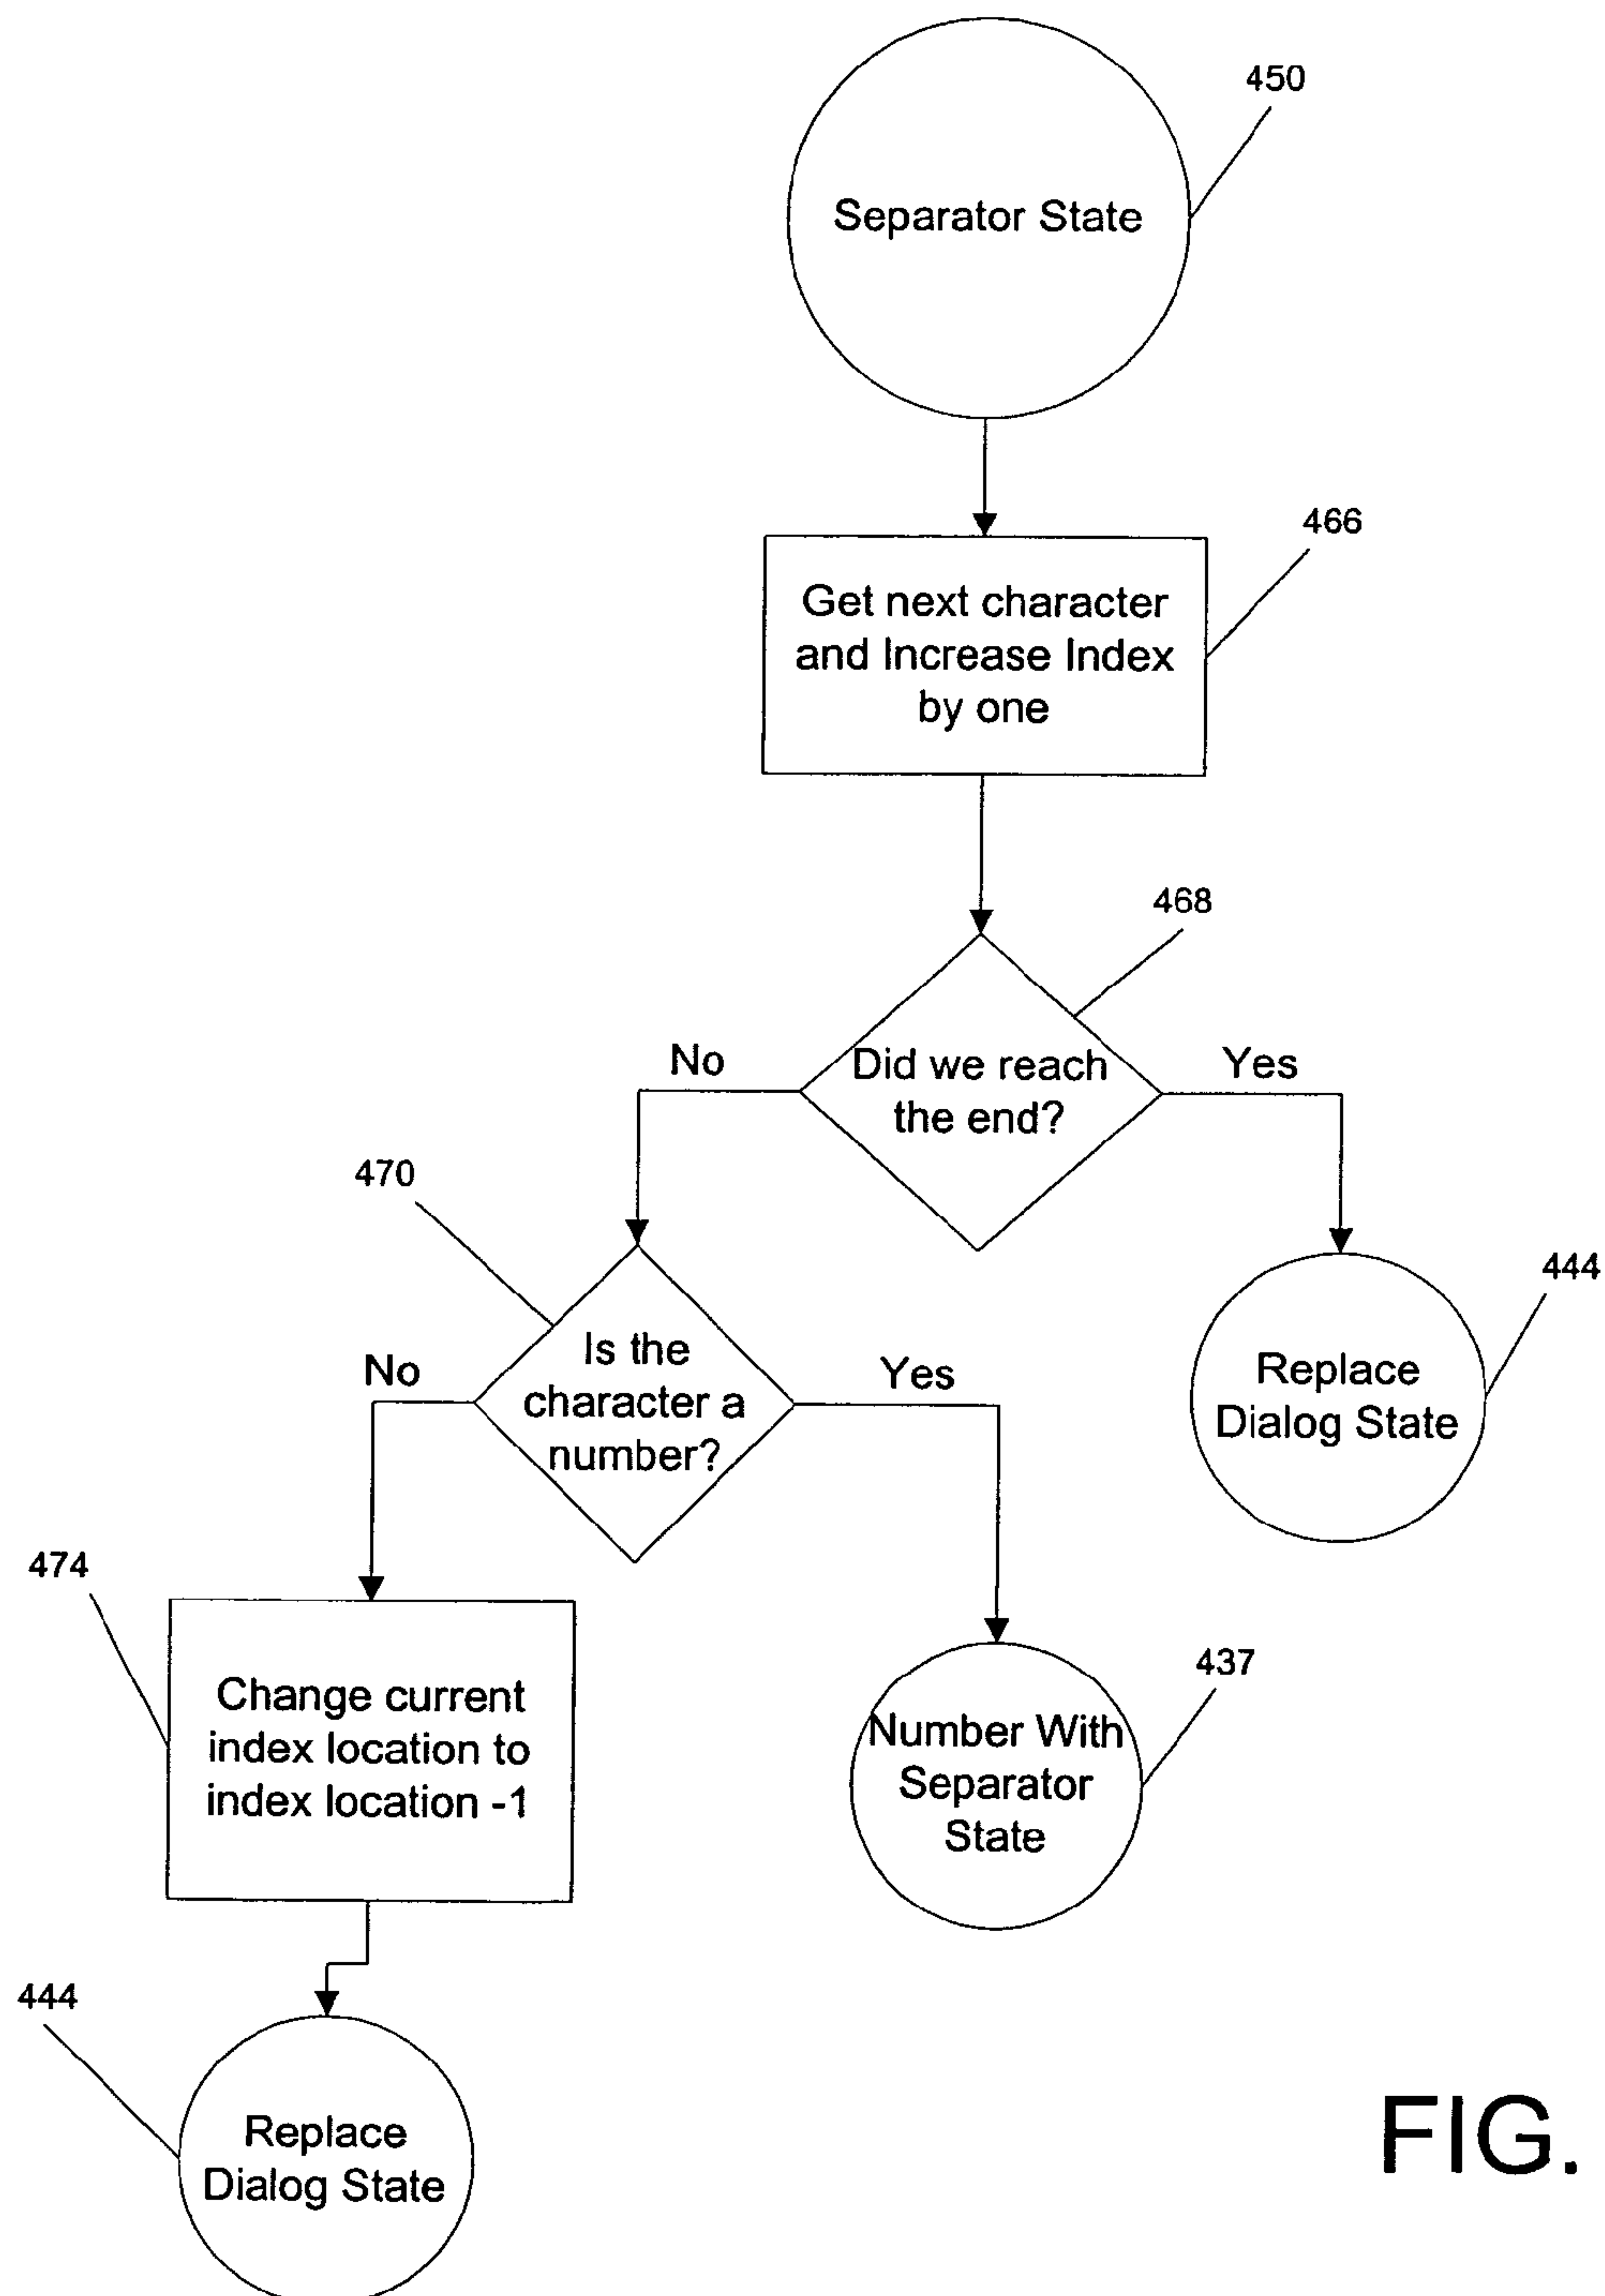 450
Separator State
466
Get next character
and Increase Index
by one
468
No
Did we reach
the end?
Yes
470
444
No
Is the
character a
number?
Yes
Replace
Dialog State
474
437
Change current
index location to
index location -1
Number With
Separator
State
444
Replace
Dialog State
FIG.